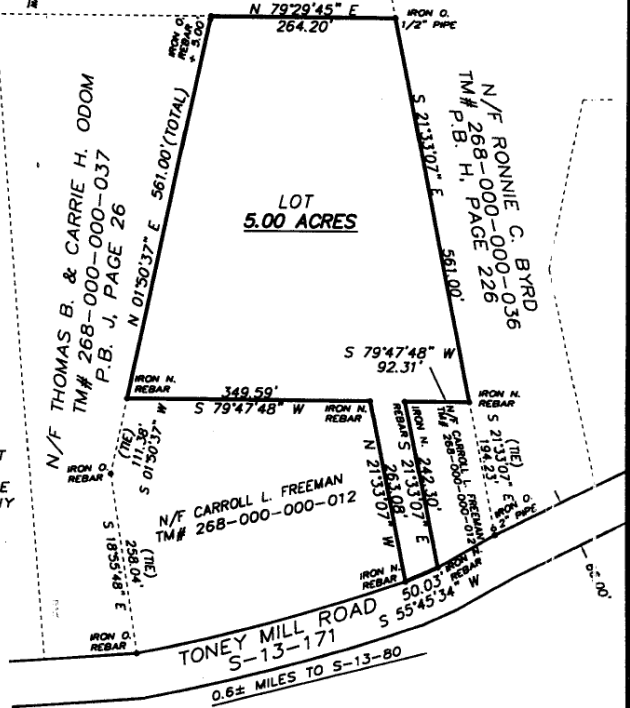 N 79°29'45" E
264.20'
IRON O.
REBAR
± 5.00'
IRON O.
1/2" PIPE
N/F THOMAS B. & CARRIE H. ODOM
TM# 268-000-000-037
P.B. J, PAGE 26
N 01°50'37" E 561.00'(TOTAL)
LOT
5.00 ACRES
S 21°33'07" E
561.00'
N/F RONNIE C. BYRD
TM# 268-000-000-036
P.B. H, PAGE 226
S 79°47'48" W
92.31'
IRON N.
REBAR
349.59'
S 79°47'48" W
IRON N.
REBAR
IRON N.
REBAR
IRON N.
REBAR
(TIE)
111.38'
S 01°50'37" W
IRON O.
REBAR
N/F CARROLL L. FREEMAN
TM# 268-000-000-012
N 21°33'07" W
263.08'
S 21°33'07" E
242.30'
N/F CARROLL L. FREEMAN
TM# 268-000-000-012
(TIE)
S 21°33'07" E
194.23'
IRON O.
1/2" PIPE
(TIE)
258.04'
S 18°55'48" E
IRON N.
REBAR
IRON N.
REBAR
50.03'
S 55°45'34" W
IRON O.
REBAR
TONEY MILL ROAD
S-13-171
0.6± MILES TO S-13-80